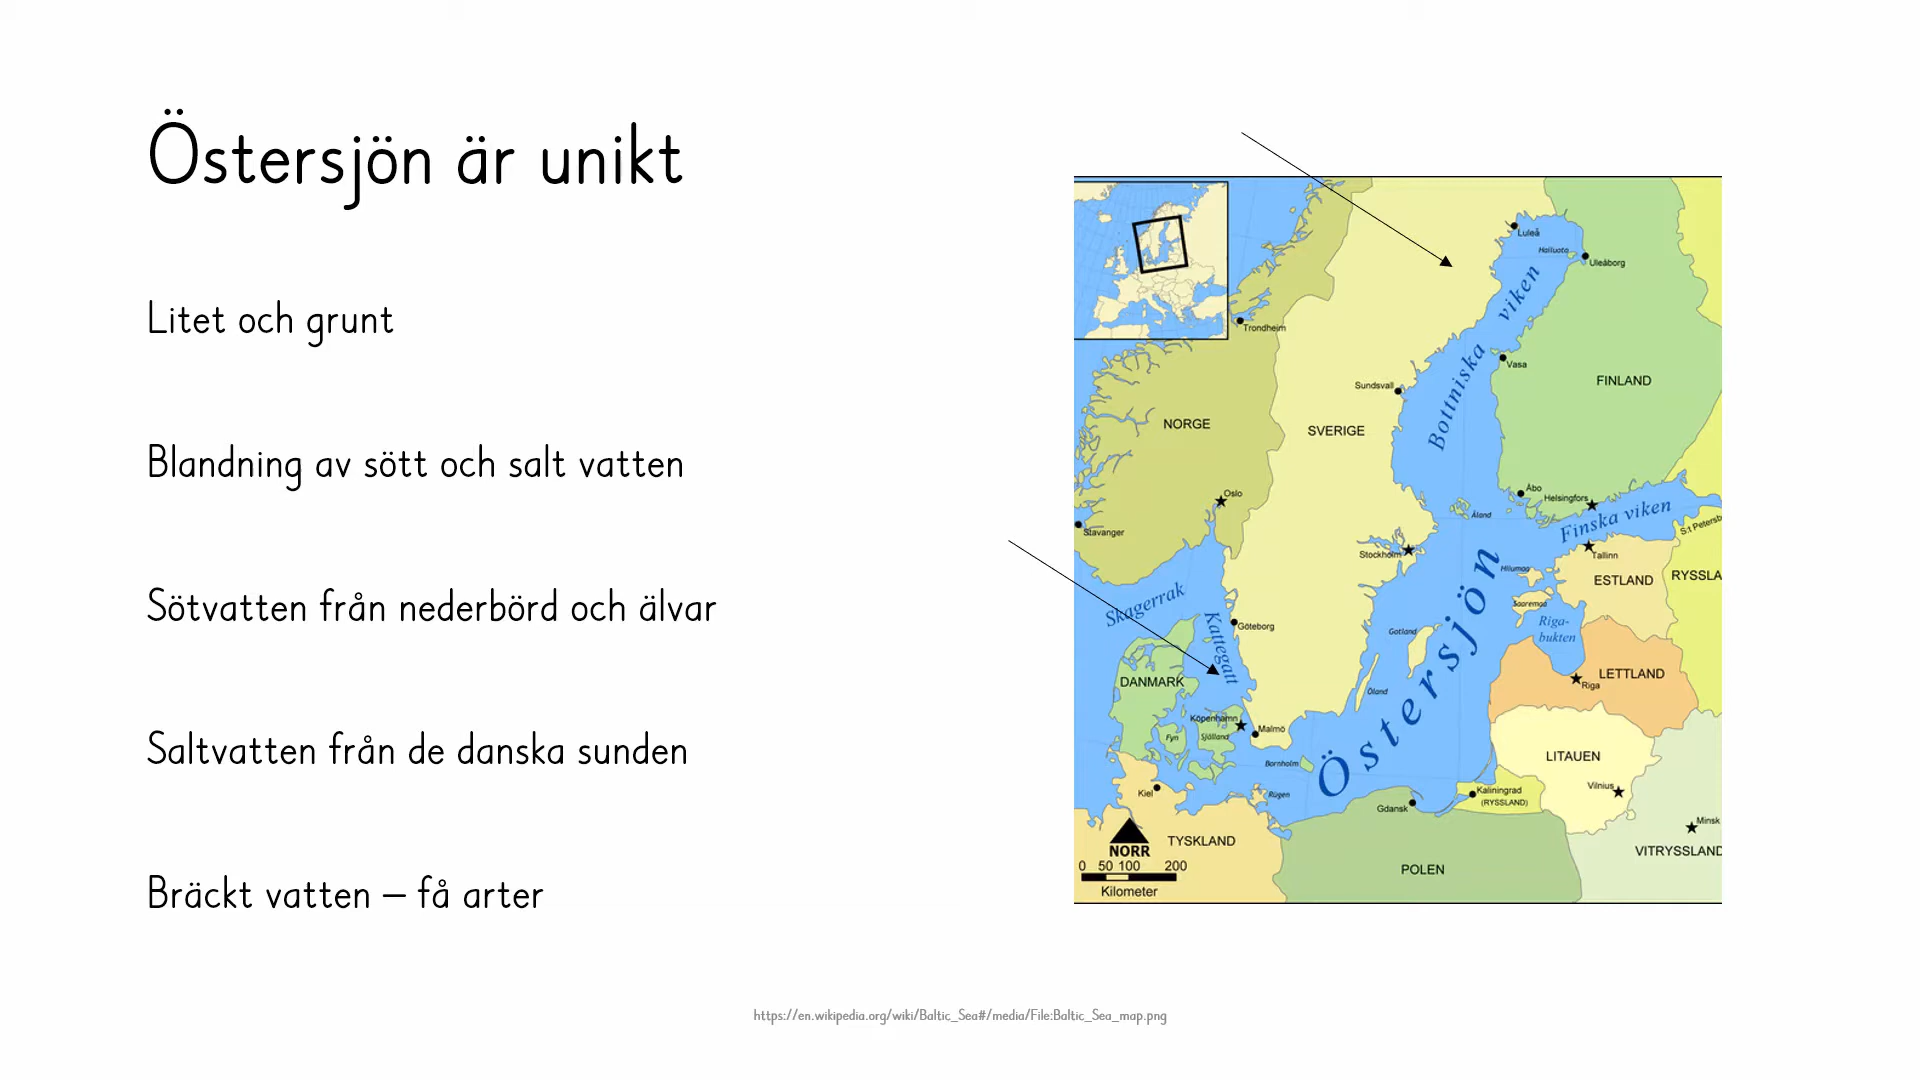 Östersjön är unikt
Litet och grunt
Blandning av sött och salt vatten
Sötvatten från nederbörd och älvar
Saltvatten från de danska sunden
Bräckt vatten – få arter
Luleå
Hailuoto
Uleåborg
Bottniska viken
Trondheim
Vasa
FINLAND
Sundsvall
NORGE
SVERIGE
Oslo
Åbo
Helsingfors
Åland
Finska viken
S:t Petersb
Stavanger
Stockholm
Tallinn
Hiiumaa
ESTLAND
RYSSLA
Skagerrak
Saaremaa
Kattegatt
Göteborg
Gotland
Riga-
bukten
Östersjön
DANMARK
LETTLAND
Riga
Öland
Köpenhamn
Malmö
Fyn
Själland
Bornholm
LITAUEN
Vilnius
Kiel
Rügen
Gdansk
Kaliningrad
(RYSSLAND)
Minsk
TYSKLAND
VITRYSSLAND
POLEN
NORR
0 50 100 200
Kilometer
https://en.wikipedia.org/wiki/Baltic_Sea#/media/File:Baltic_Sea_map.png